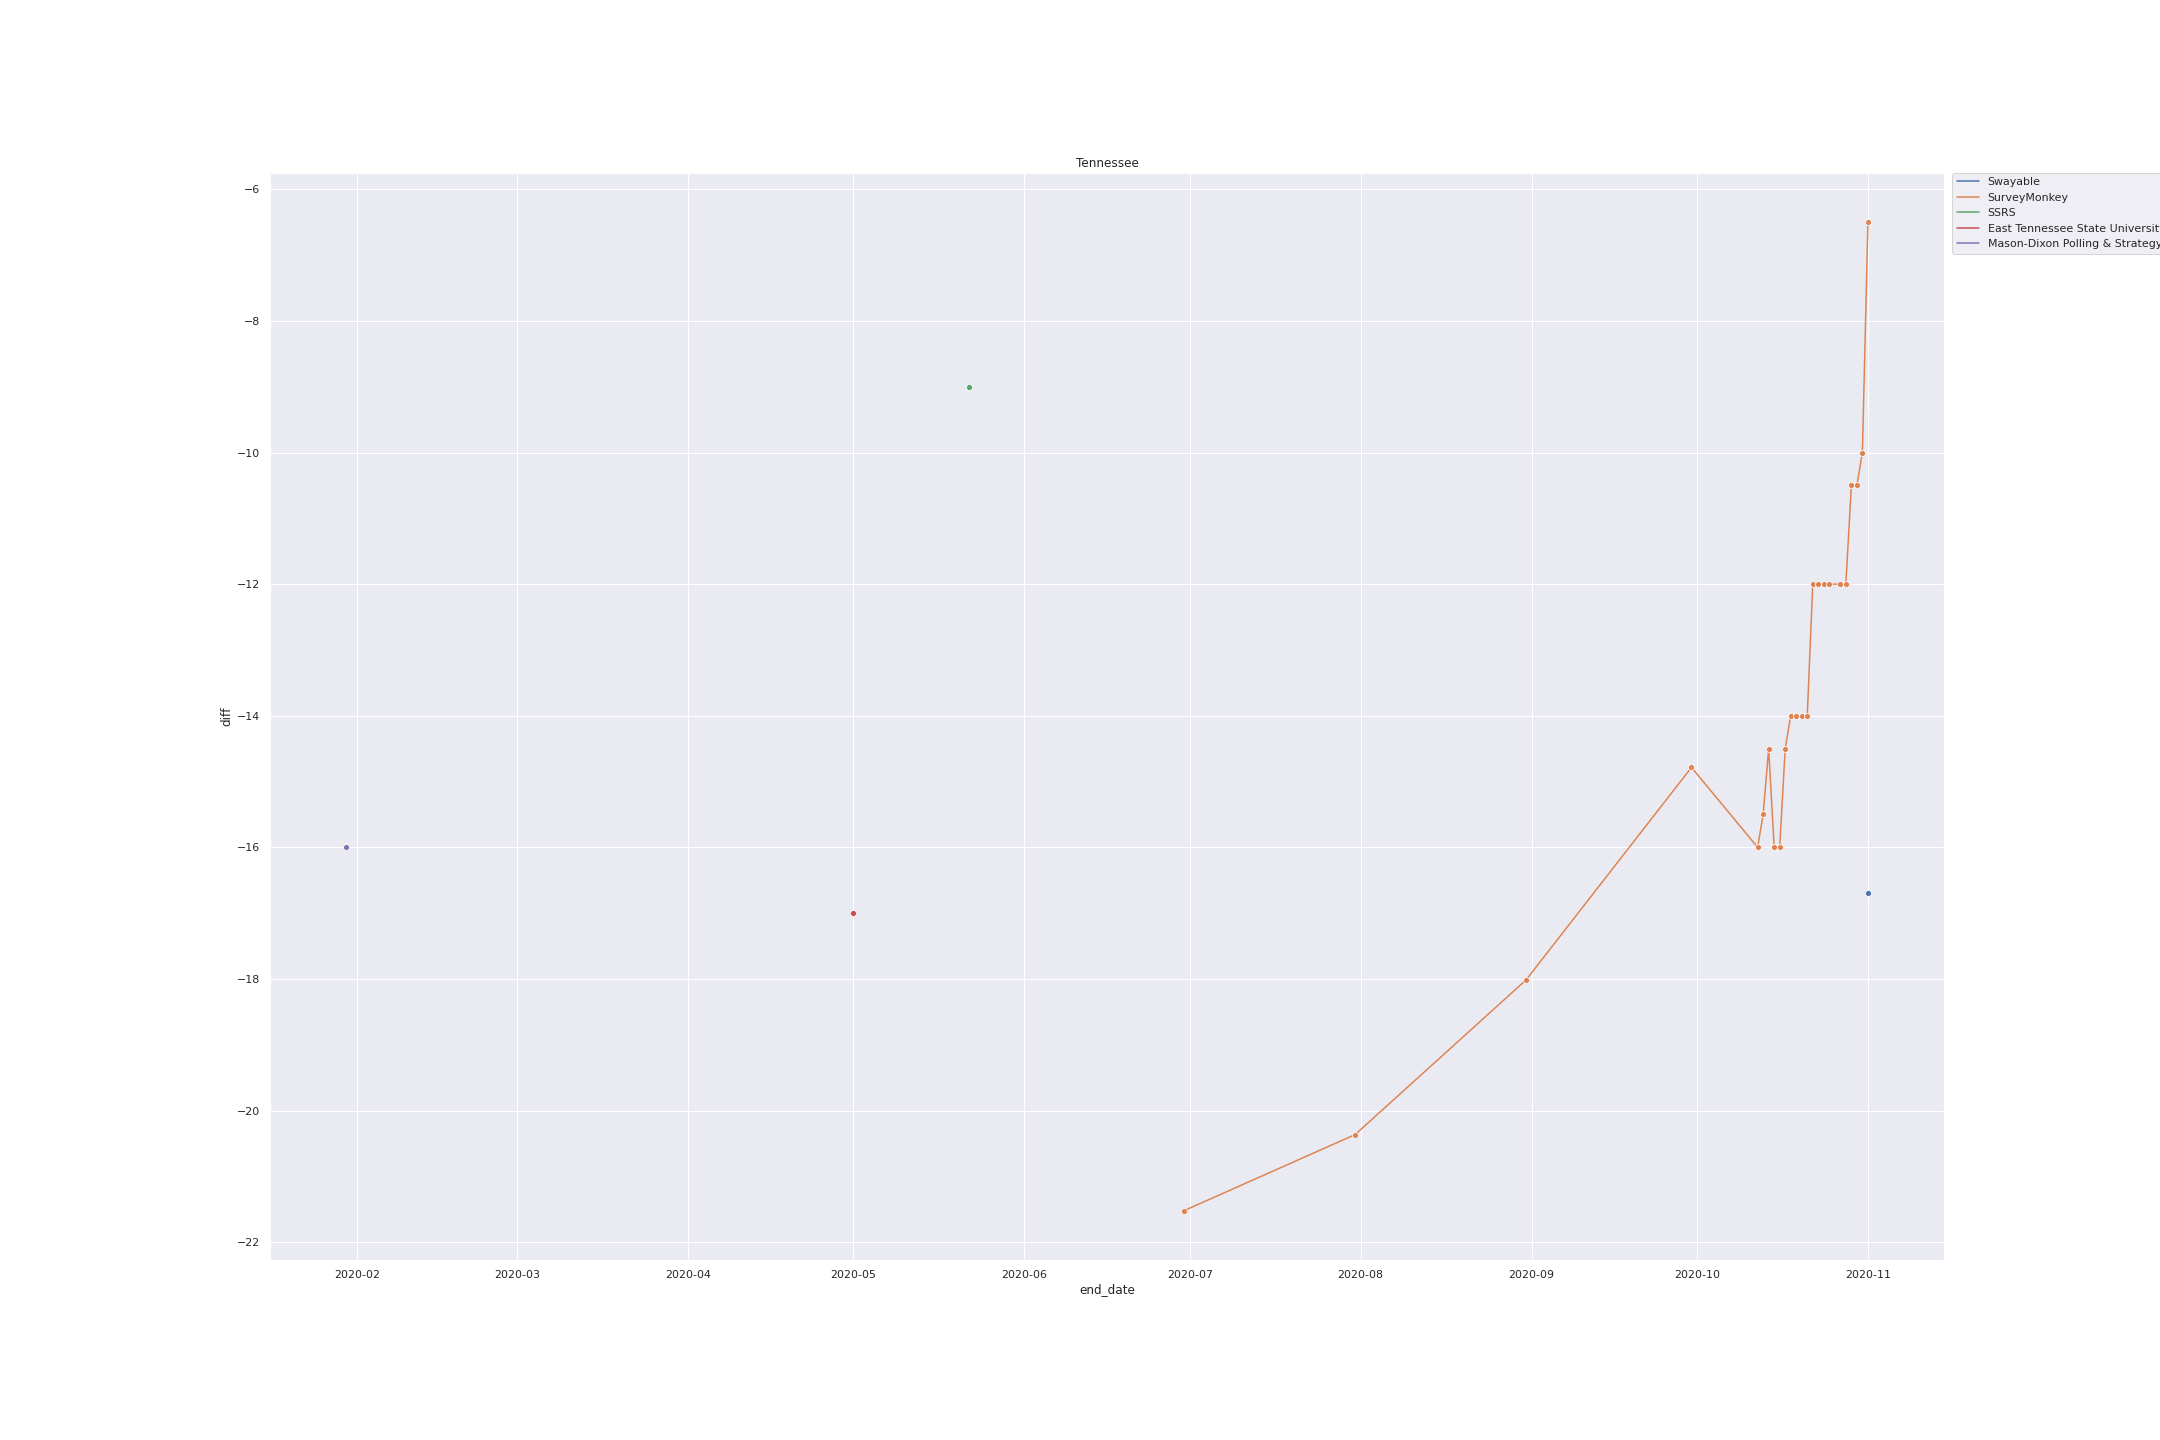 Tennessee
Swayable
SurveyMonkey
SSRS
East Tennessee State
Mason-Dixon Polling & Strategy
−6
−8
−10
−12
−14
−16
−18
−20
−22
diff
2020-02 2020-03 2020-04 2020-05 2020-06 2020-07 2020-08 2020-09 2020-10 2020-11
end_date